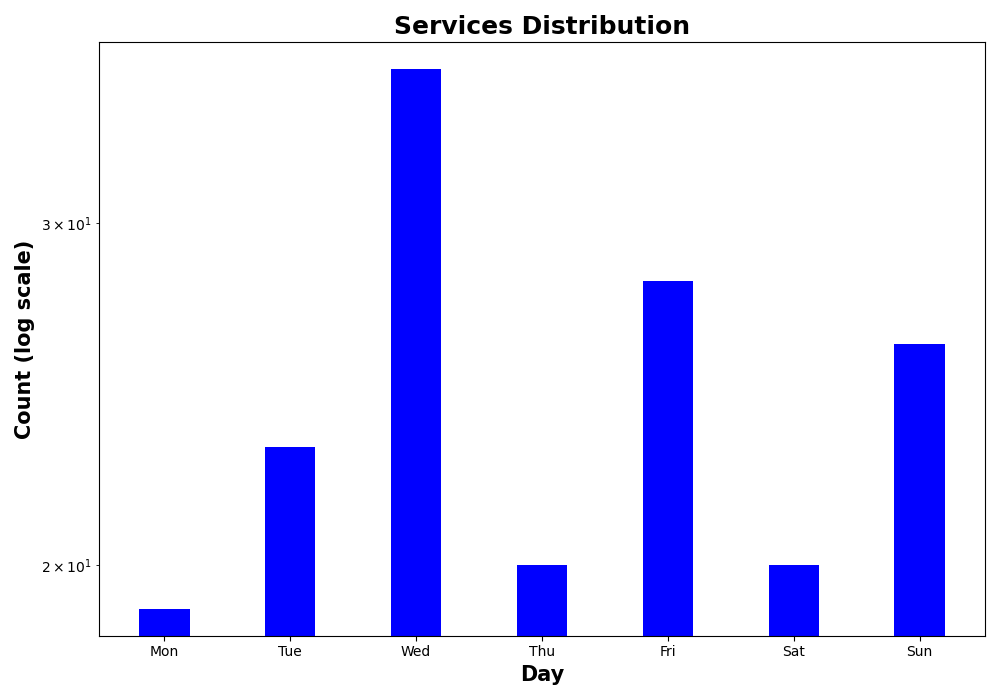 Services Distribution
Count (log scale)
3 × 10¹
2 × 10¹
Mon Tue Wed Thu Fri Sat Sun
Day